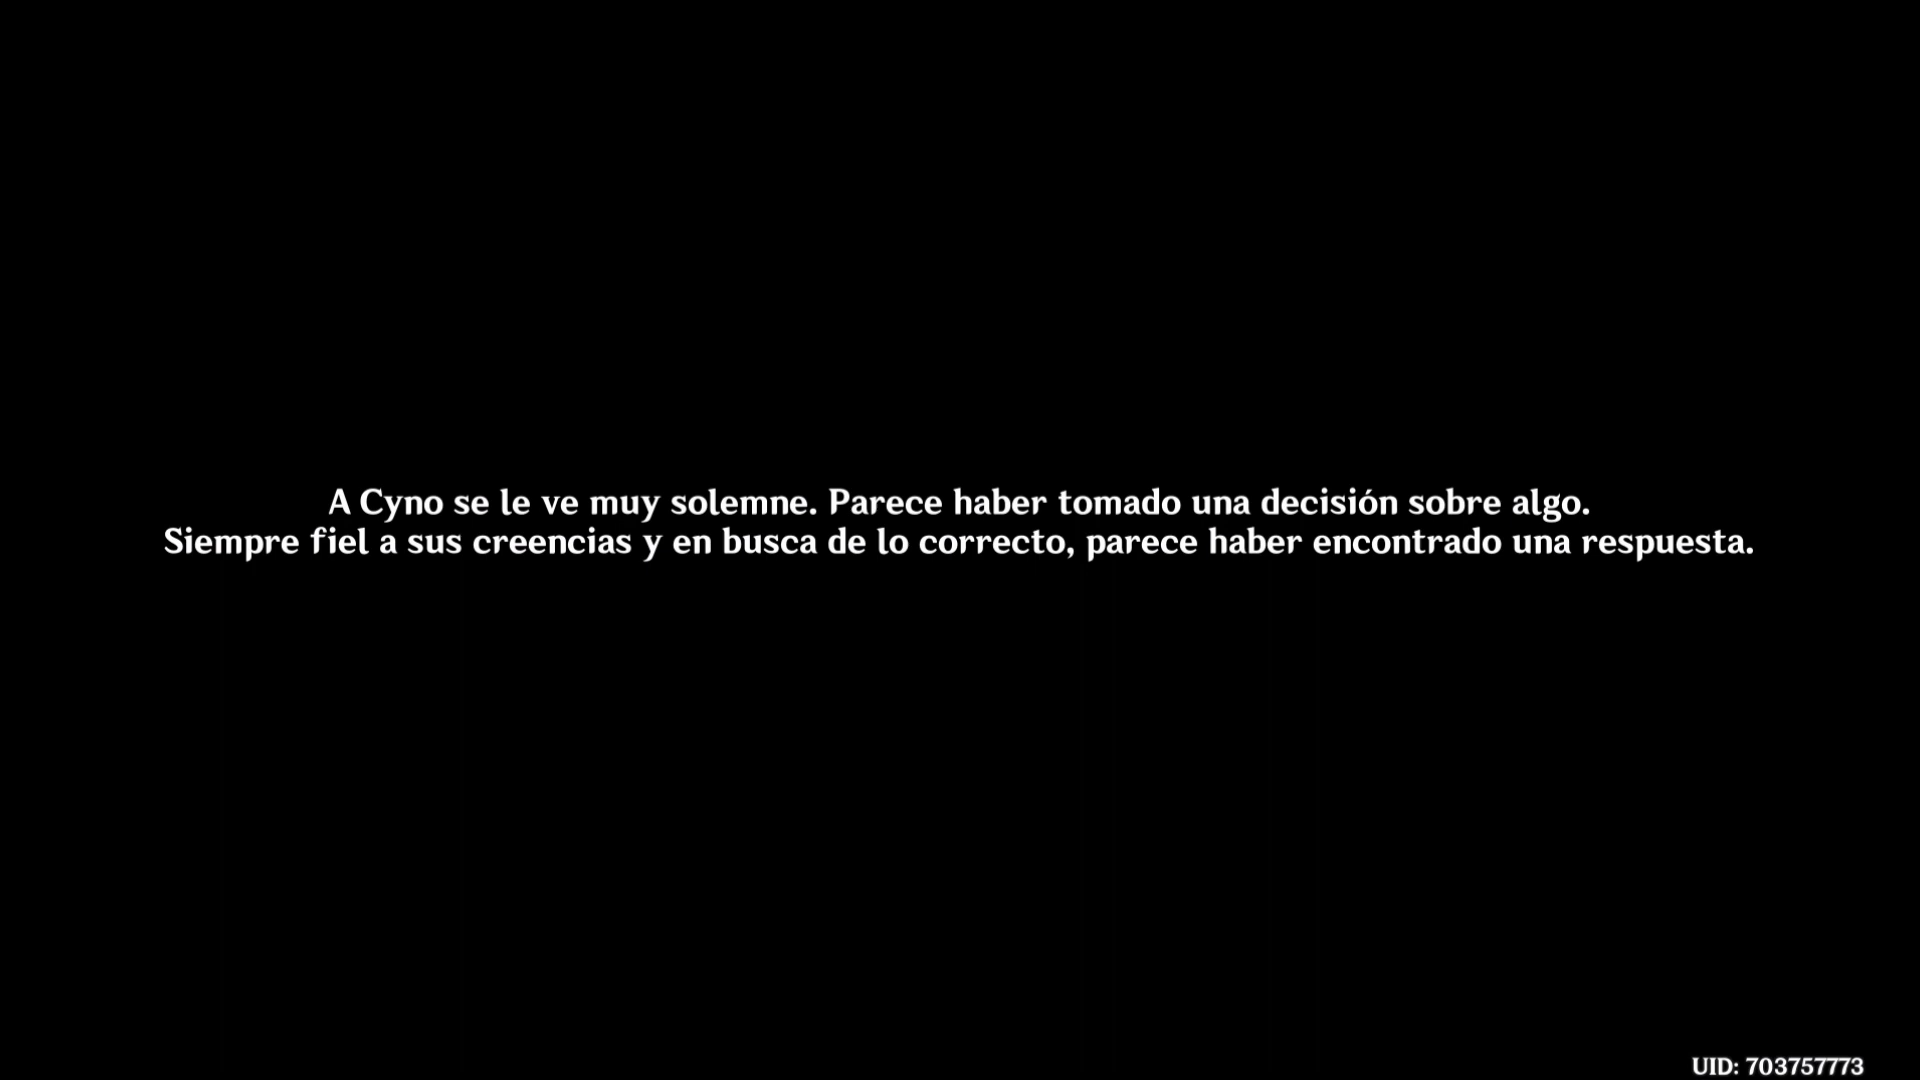 A Cyno se le ve muy solemne. Parece haber tomado una decisión sobre algo.
Siempre fiel a sus creencias y en busca de lo correcto, parece haber encontrado una respuesta.
UID: 703757773